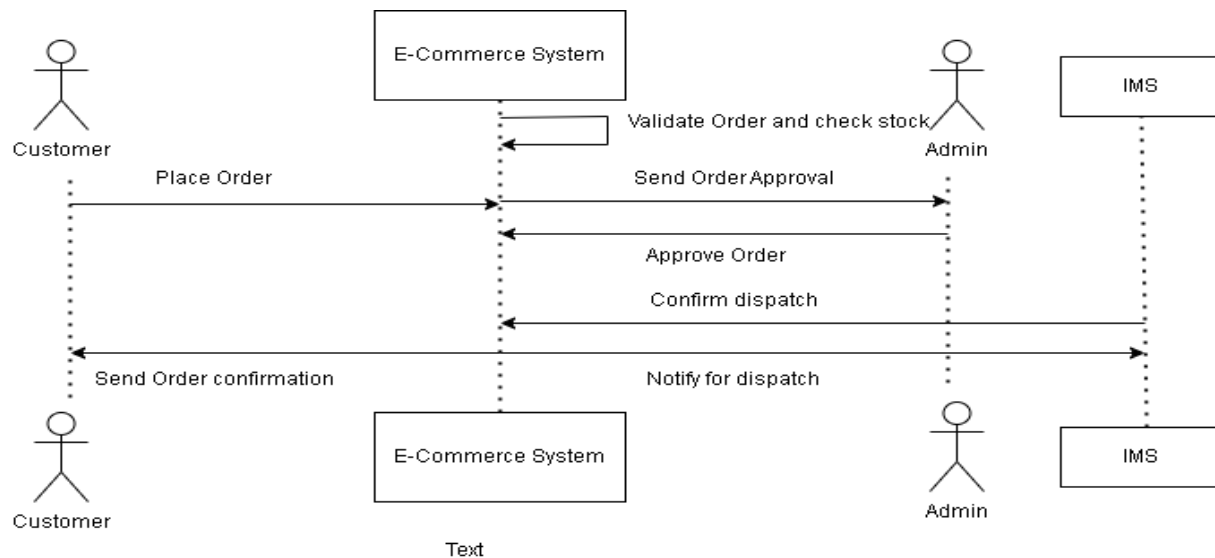 E-Commerce System
IMS
Validate Order and check stock
Customer
Admin
Place Order
Send Order Approval
Approve Order
Confirm dispatch
Send Order confirmation
Notify for dispatch
E-Commerce System
IMS
Customer
Admin
Text